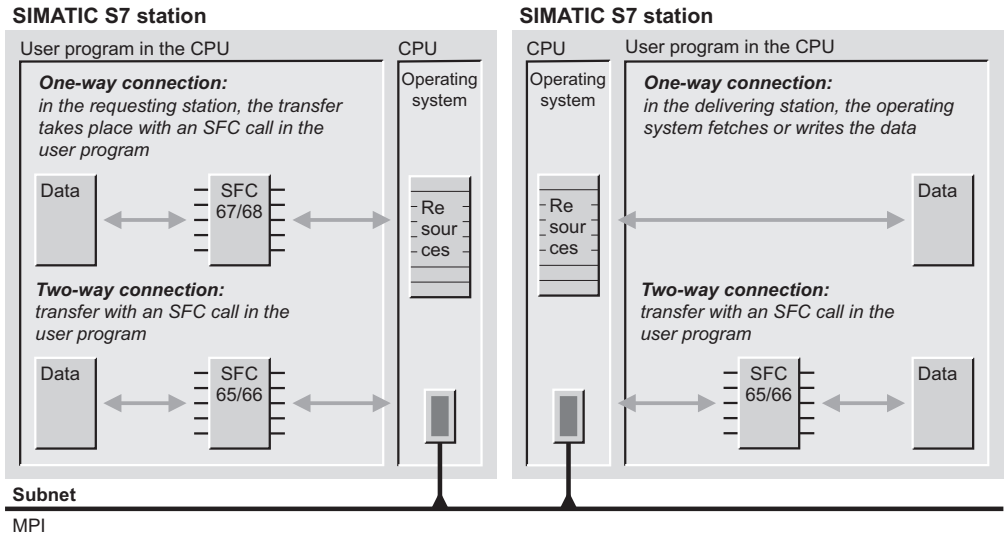 SIMATIC S7 station
User program in the CPU
CPU
One-way connection:
in the requesting station, the transfer
takes place with an SFC call in the
user program
Operating
system
Data
SFC
67/68
Re
sour
ces
Two-way connection:
transfer with an SFC call in the
user program
Data
SFC
65/66
SIMATIC S7 station
CPU
User program in the CPU
Operating
system
One-way connection:
in the delivering station, the operating
system fetches or writes the data
Re
sour
ces
Data
Two-way connection:
transfer with an SFC call in the
user program
SFC
65/66
Data
Subnet
MPI